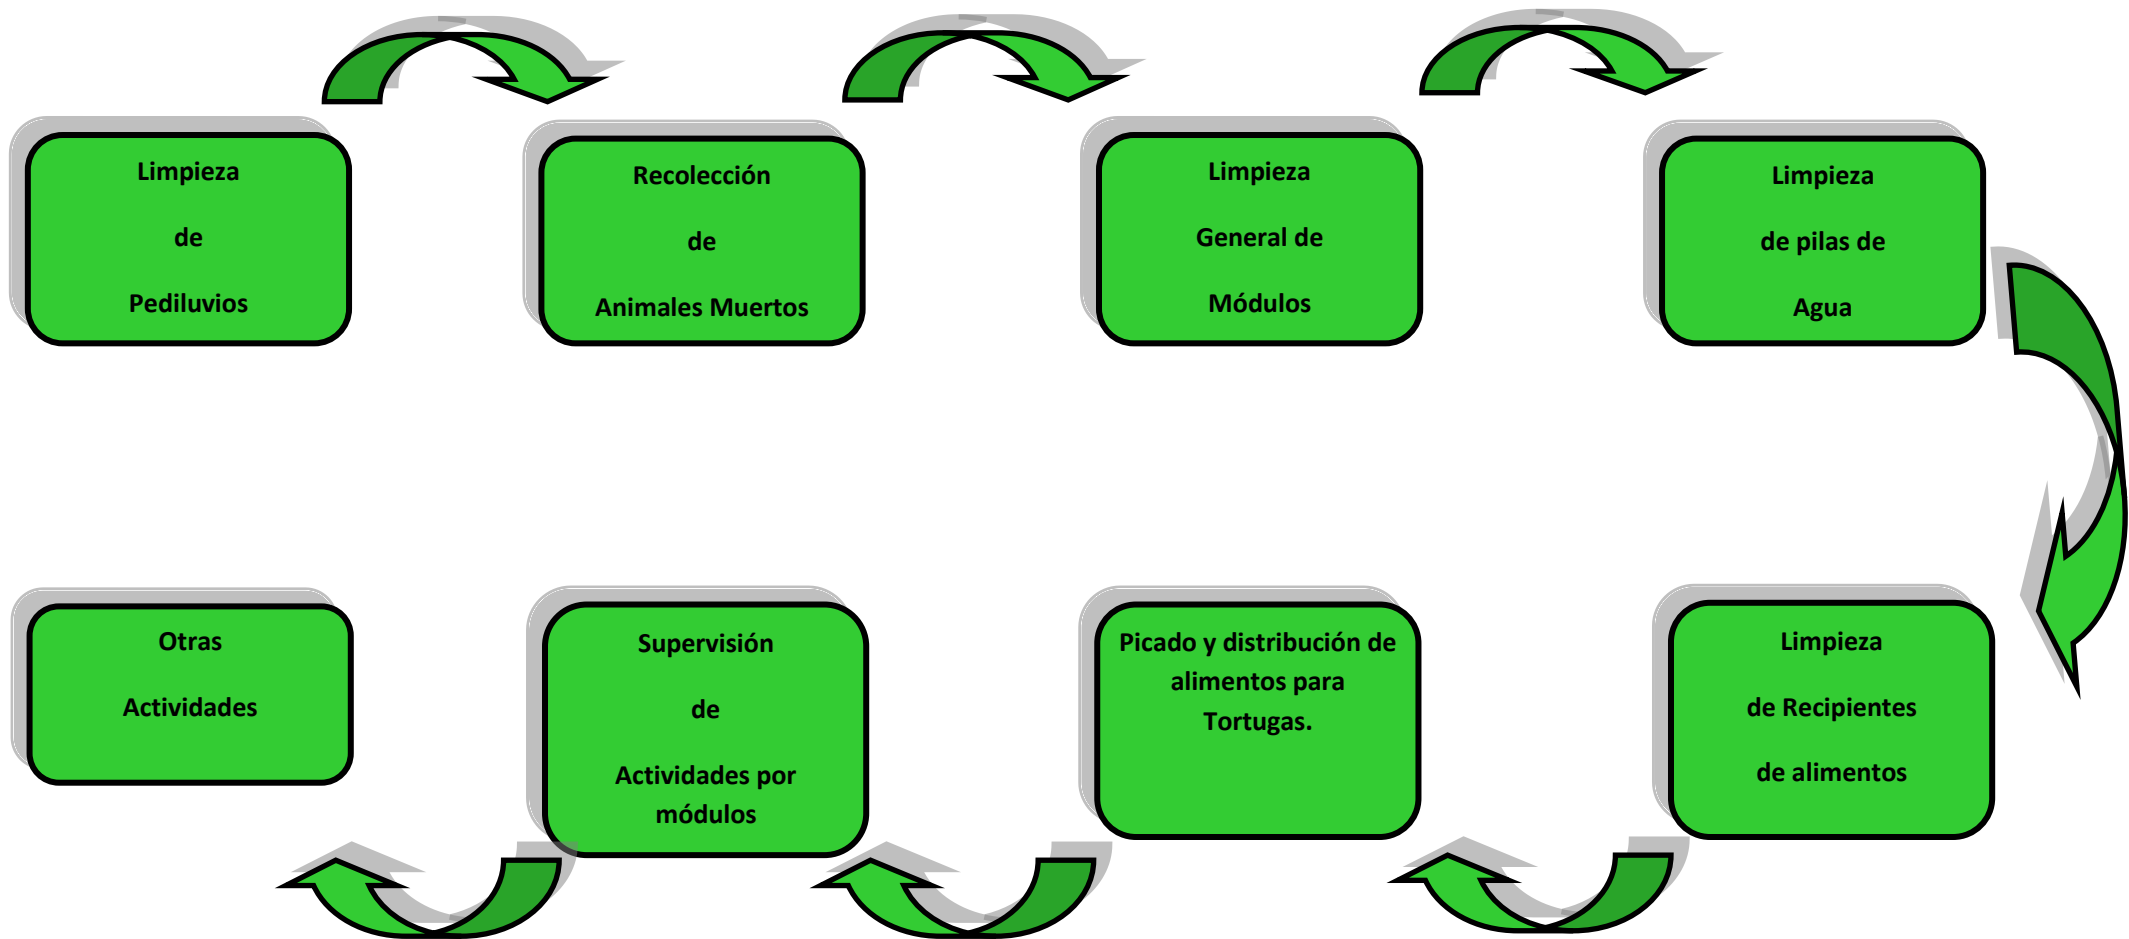 Limpieza
de
Pediluvios
Recolección
de
Animales Muertos
Limpieza
General de
Módulos
Limpieza
de pilas de
Agua
Limpieza
de Recipientes
de alimentos
Picado y distribución de
alimentos para
Tortugas.
Supervisión
de
Actividades por
módulos
Otras
Actividades